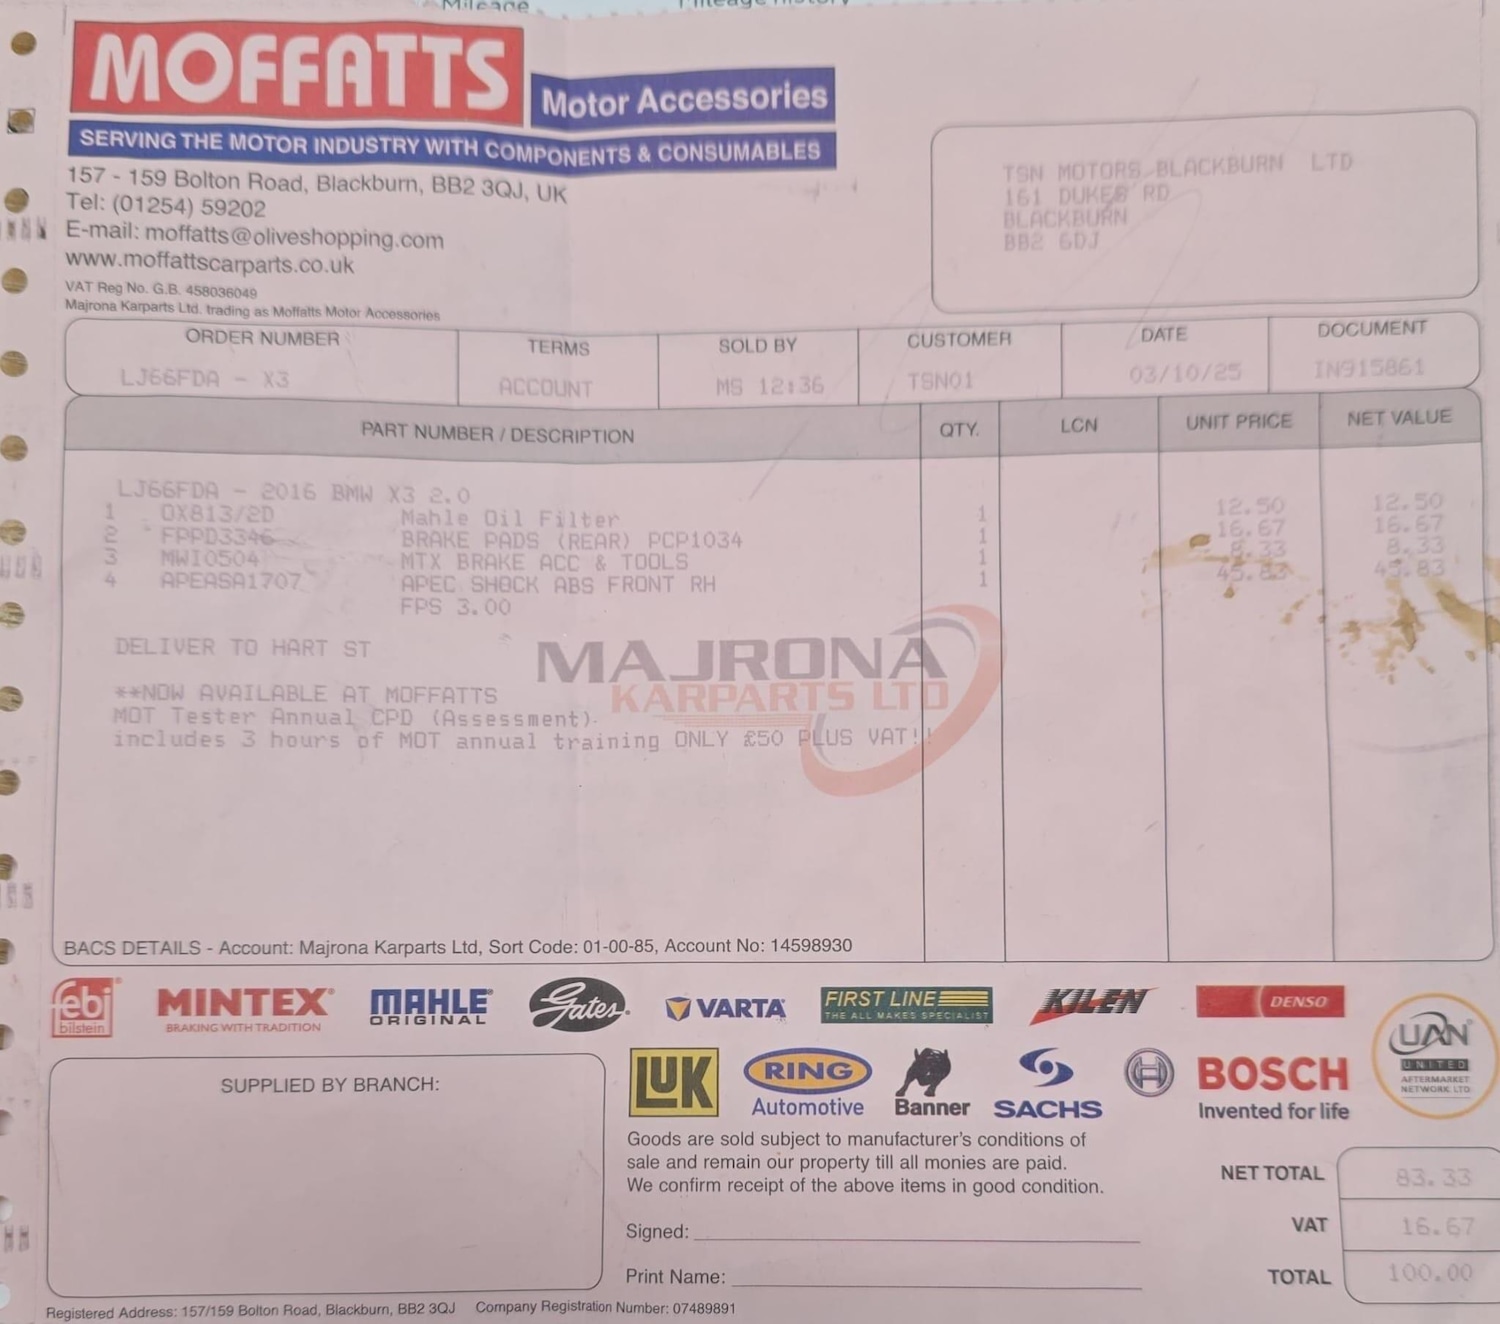 Mileage
Mileage history
MOFFATTS
Motor Accessories
SERVING THE MOTOR INDUSTRY WITH COMPONENTS & CONSUMABLES
157 - 159 Bolton Road, Blackburn, BB2 3QJ, UK
Tel: (01254) 59202
E-mail: moffatts@oliveshopping.com
www.moffattscarparts.co.uk
VAT Reg No. G.B. 458036049
Majrona Karparts Ltd. trading as Moffatts Motor Accessories
TSN MOTORS BLACKBURN LTD
161 DUKES RD
BLACKBURN
BB2 6DJ
ORDER NUMBER TERMS SOLD BY CUSTOMER DATE DOCUMENT
LJ66FDA - X3 ACCOUNT MS 12:36 TSN01 03/10/25 IN915861
PART NUMBER / DESCRIPTION QTY. LCN UNIT PRICE NET VALUE
LJ66FDA - 2016 BMW X3 2.0
1 OX813/2D Mahle Oil Filter 1 12.50 12.50
2 FPPD3346 BRAKE PADS (REAR) PCP1034 1 16.67 16.67
3 MWI0504 MTX BRAKE ACC & TOOLS 1 8.33 8.33
4 APEASA1707 APEC SHOCK ABS FRONT RH 1 45.83 45.83
FPS 3.00
DELIVER TO HART ST
MAJRONA
KARPARTS LTD
**NOW AVAILABLE AT MOFFATTS
MOT Tester Annual CPD (Assessment).
includes 3 hours of MOT annual training ONLY £50 PLUS VAT!!
BACS DETAILS - Account: Majrona Karparts Ltd, Sort Code: 01-00-85, Account No: 14598930
febi
bilstein
MINTEX
BRAKING WITH TRADITION
MAHLE
ORIGINAL
Gates
VARTA
FIRST LINE
THE ALL MAKES SPECIALIST
KILEN
DENSO
UAN
UNITED
AFTERMARKET
NETWORK LTD
LUK
RING
Automotive
Banner
SACHS
BOSCH
Invented for life
SUPPLIED BY BRANCH:
Goods are sold subject to manufacturer's conditions of
sale and remain our property till all monies are paid.
We confirm receipt of the above items in good condition.
Signed:
Print Name:
NET TOTAL 83.33
VAT 16.67
TOTAL 100.00
Registered Address: 157/159 Bolton Road, Blackburn, BB2 3QJ Company Registration Number: 07489891